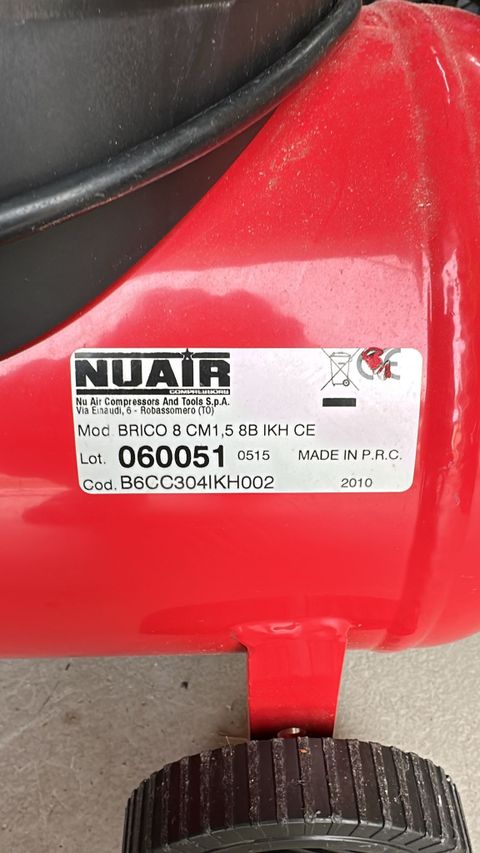 NUAIR
COMPRESSORS
Nu Air Compressors And Tools S.p.A.
Via Einaudi, 6 - Robassomero (TO)
CE
Mod. BRICO 8 CM1,5 8B IKH CE
Lot. 060051 0515 MADE IN P.R.C.
Cod. B6CC304IKH002 2010